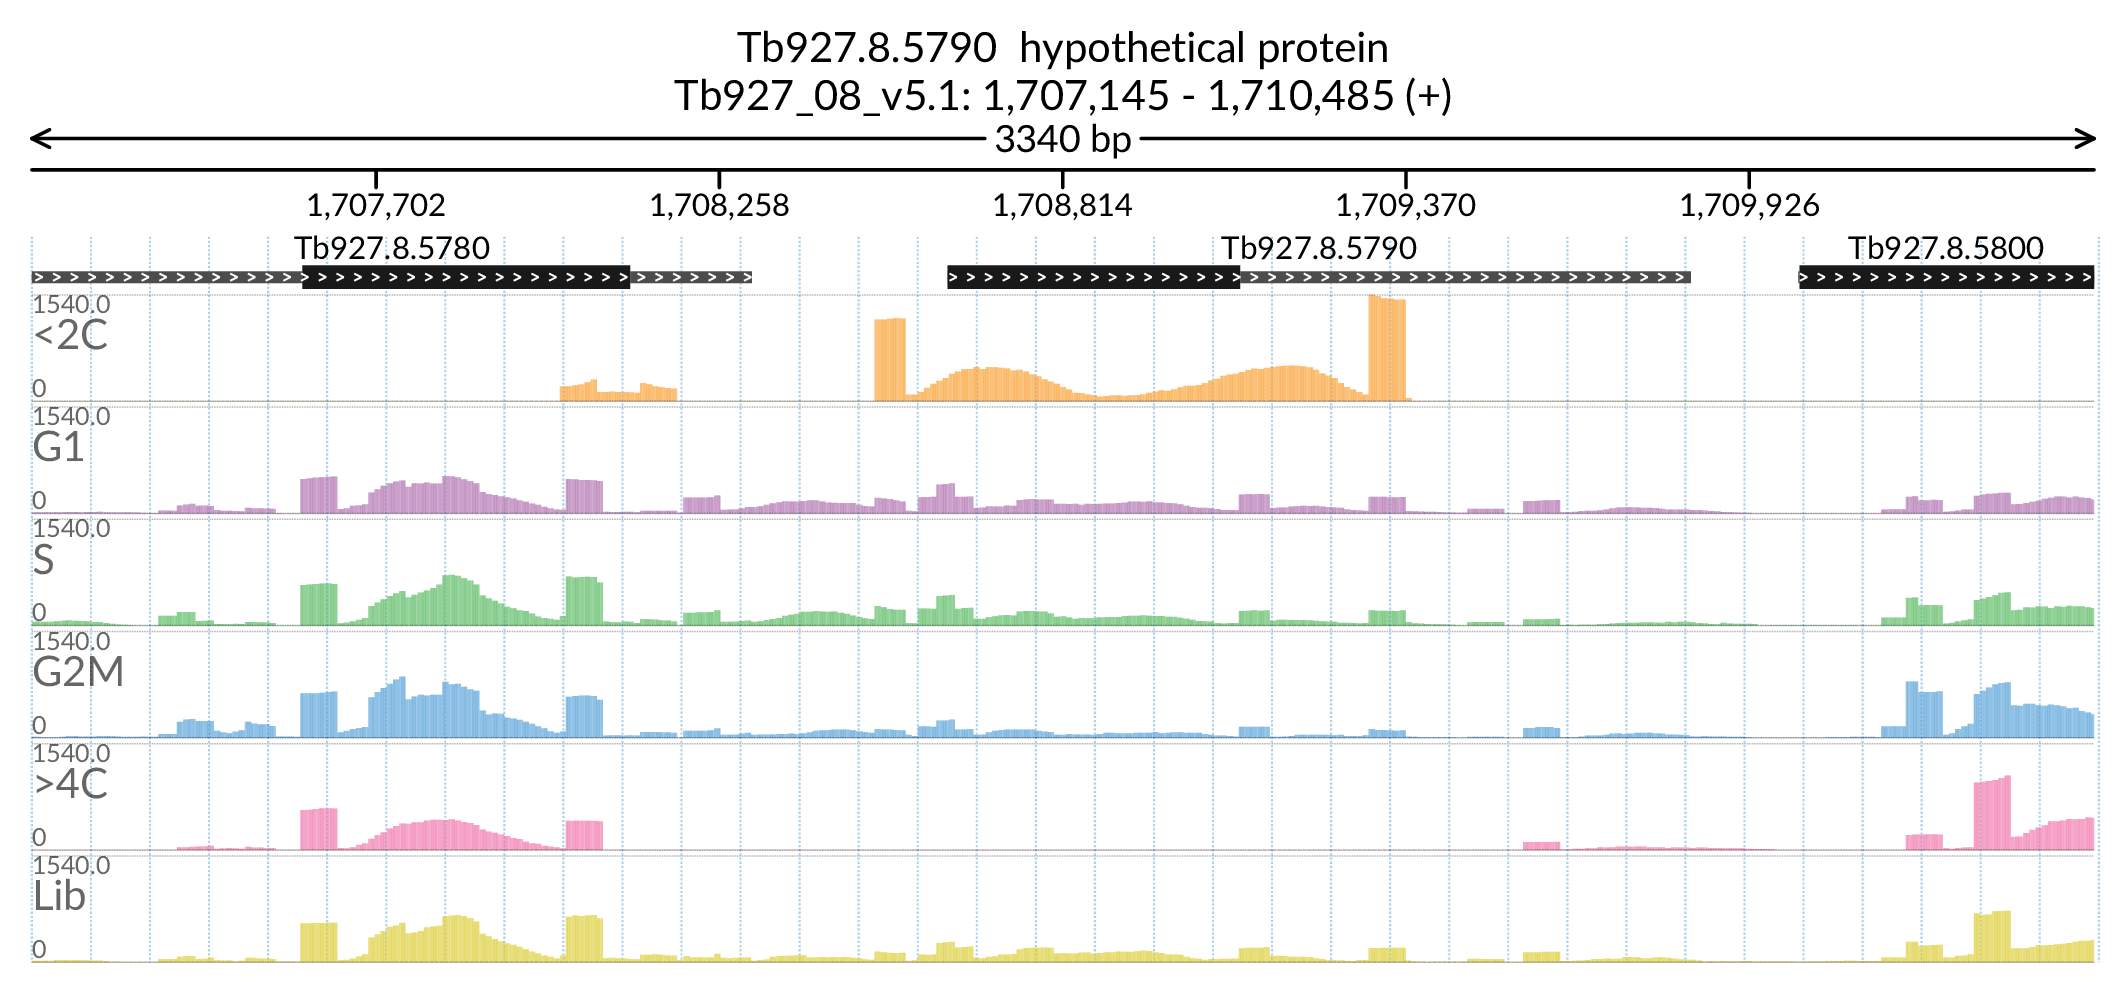 Tb927.8.5790 hypothetical protein
Tb927_08_v5.1: 1,707,145 - 1,710,485 (+)
3340 bp
1,707,702 1,708,258 1,708,814 1,709,370 1,709,926
Tb927.8.5780 Tb927.8.5790 Tb927.8.5800
1540.0
<2C
0
1540.0
G1
0
1540.0
S
0
1540.0
G2M
0
1540.0
>4C
0
1540.0
Lib
0